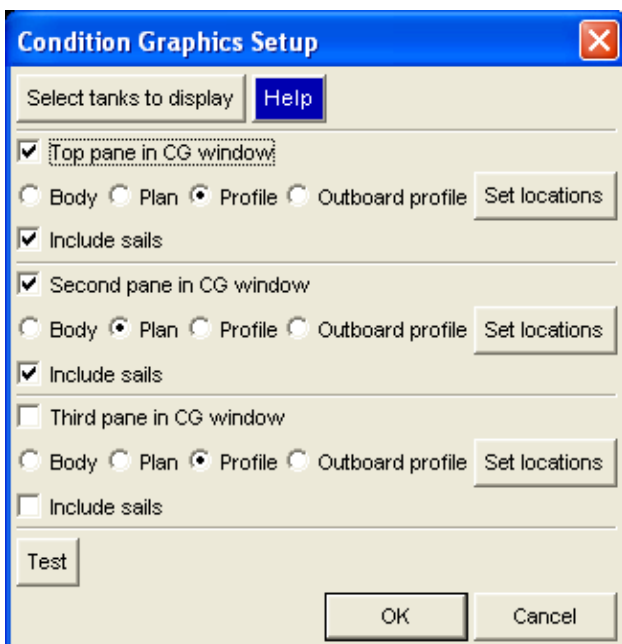 Condition Graphics Setup
Select tanks to display Help
Top pane in CG window
Body Plan Profile Outboard profile Set locations
Include sails
Second pane in CG window
Body Plan Profile Outboard profile Set locations
Include sails
Third pane in CG window
Body Plan Profile Outboard profile Set locations
Include sails
Test
OK Cancel